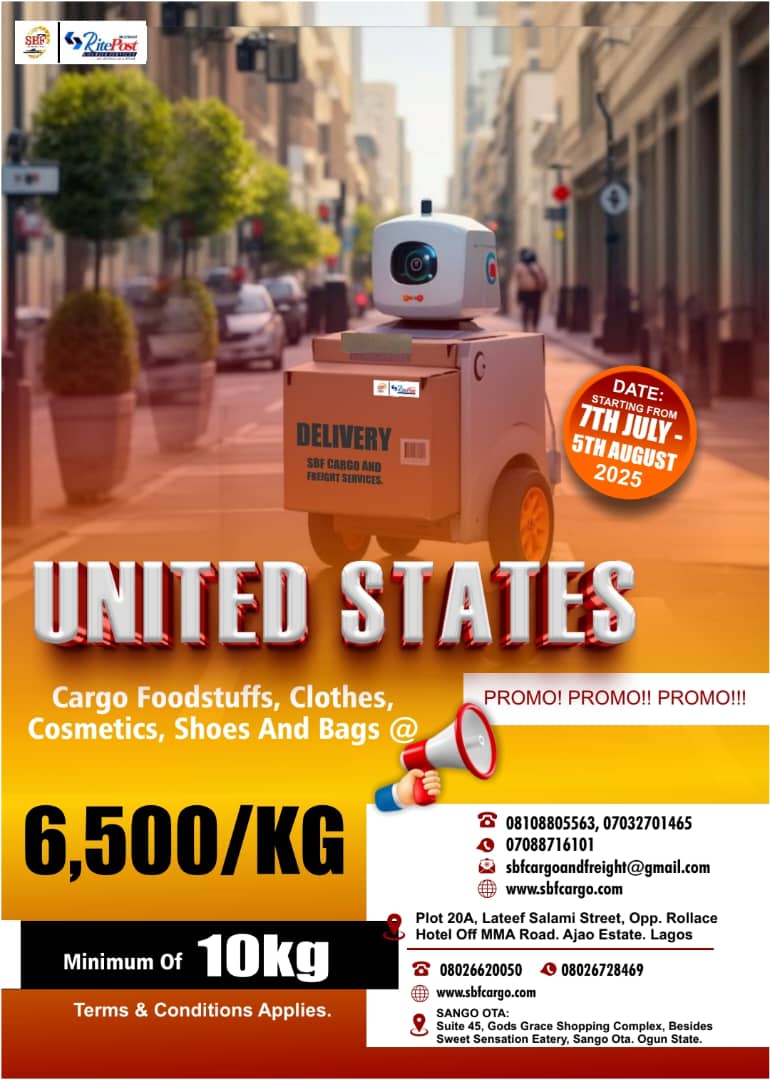 SBF
RitePost
DELIVERY
SBF CARGO AND
FREIGHT SERVICES.
DATE:
STARTING FROM
7TH JULY -
5TH AUGUST
2025
UNITED STATES
Cargo Foodstuffs, Clothes,
Cosmetics, Shoes And Bags @
PROMO! PROMO!! PROMO!!!
6,500/KG
Minimum Of 10kg
Terms & Conditions Applies.
08108805563, 07032701465
07088716101
sbfcargoandfreight@gmail.com
www.sbfcargo.com
Plot 20A, Lateef Salami Street, Opp. Rollace
Hotel Off MMA Road. Ajao Estate. Lagos
08026620050 08026728469
www.sbfcargo.com
SANGO OTA:
Suite 45, Gods Grace Shopping Complex, Besides
Sweet Sensation Eatery, Sango Ota. Ogun State.